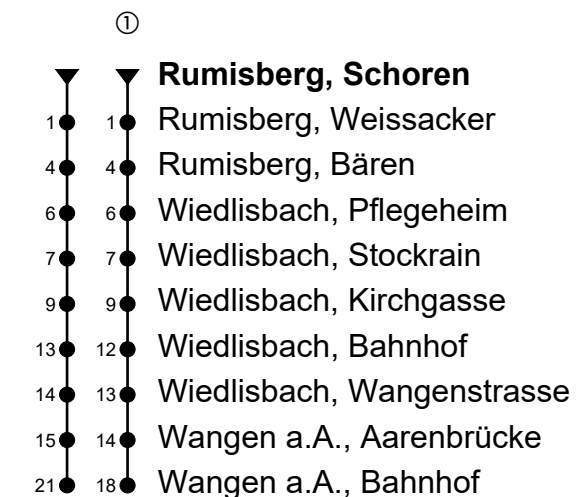 ①
Rumisberg, Schoren
1 1 Rumisberg, Weissacker
4 4 Rumisberg, Bären
6 6 Wiedlisbach, Pflegeheim
7 7 Wiedlisbach, Stockrain
9 9 Wiedlisbach, Kirchgasse
13 12 Wiedlisbach, Bahnhof
14 13 Wiedlisbach, Wangenstrasse
15 14 Wangen a.A., Aarenbrücke
21 18 Wangen a.A., Bahnhof